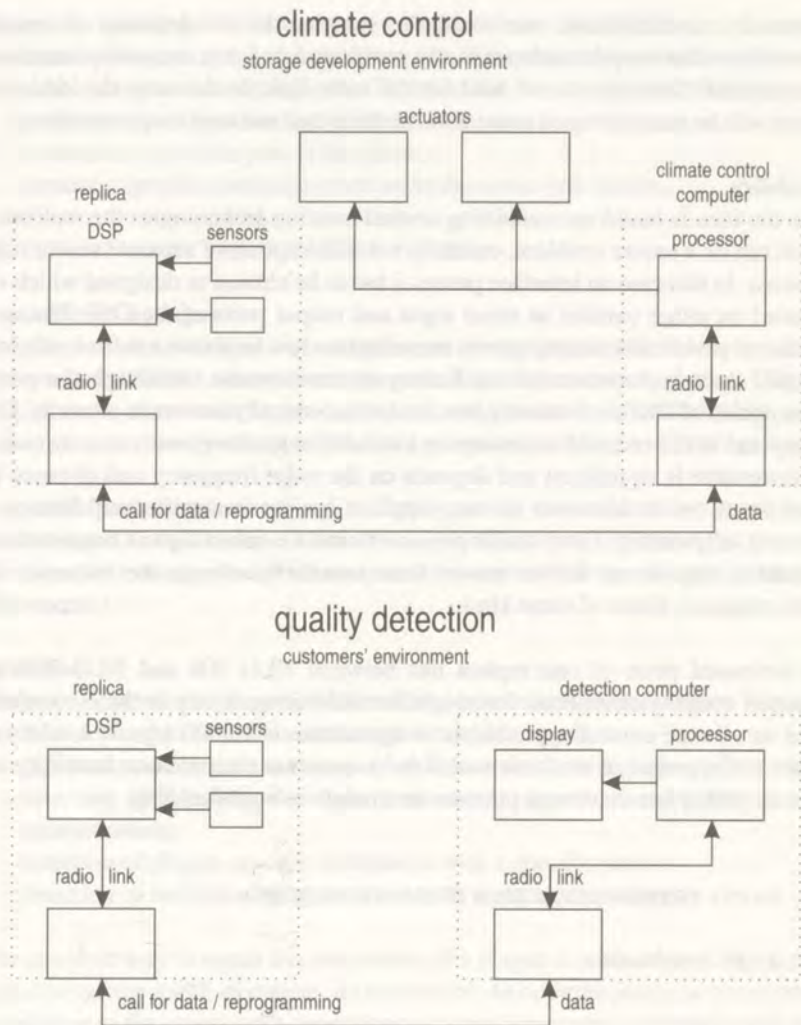 climate control
storage development environment
actuators
replica
climate control
computer
DSP
sensors
processor
radio link
radio link
call for data / reprogramming
data
quality detection
customers' environment
replica
detection computer
DSP
sensors
display
processor
radio link
radio link
call for data / reprogramming
data